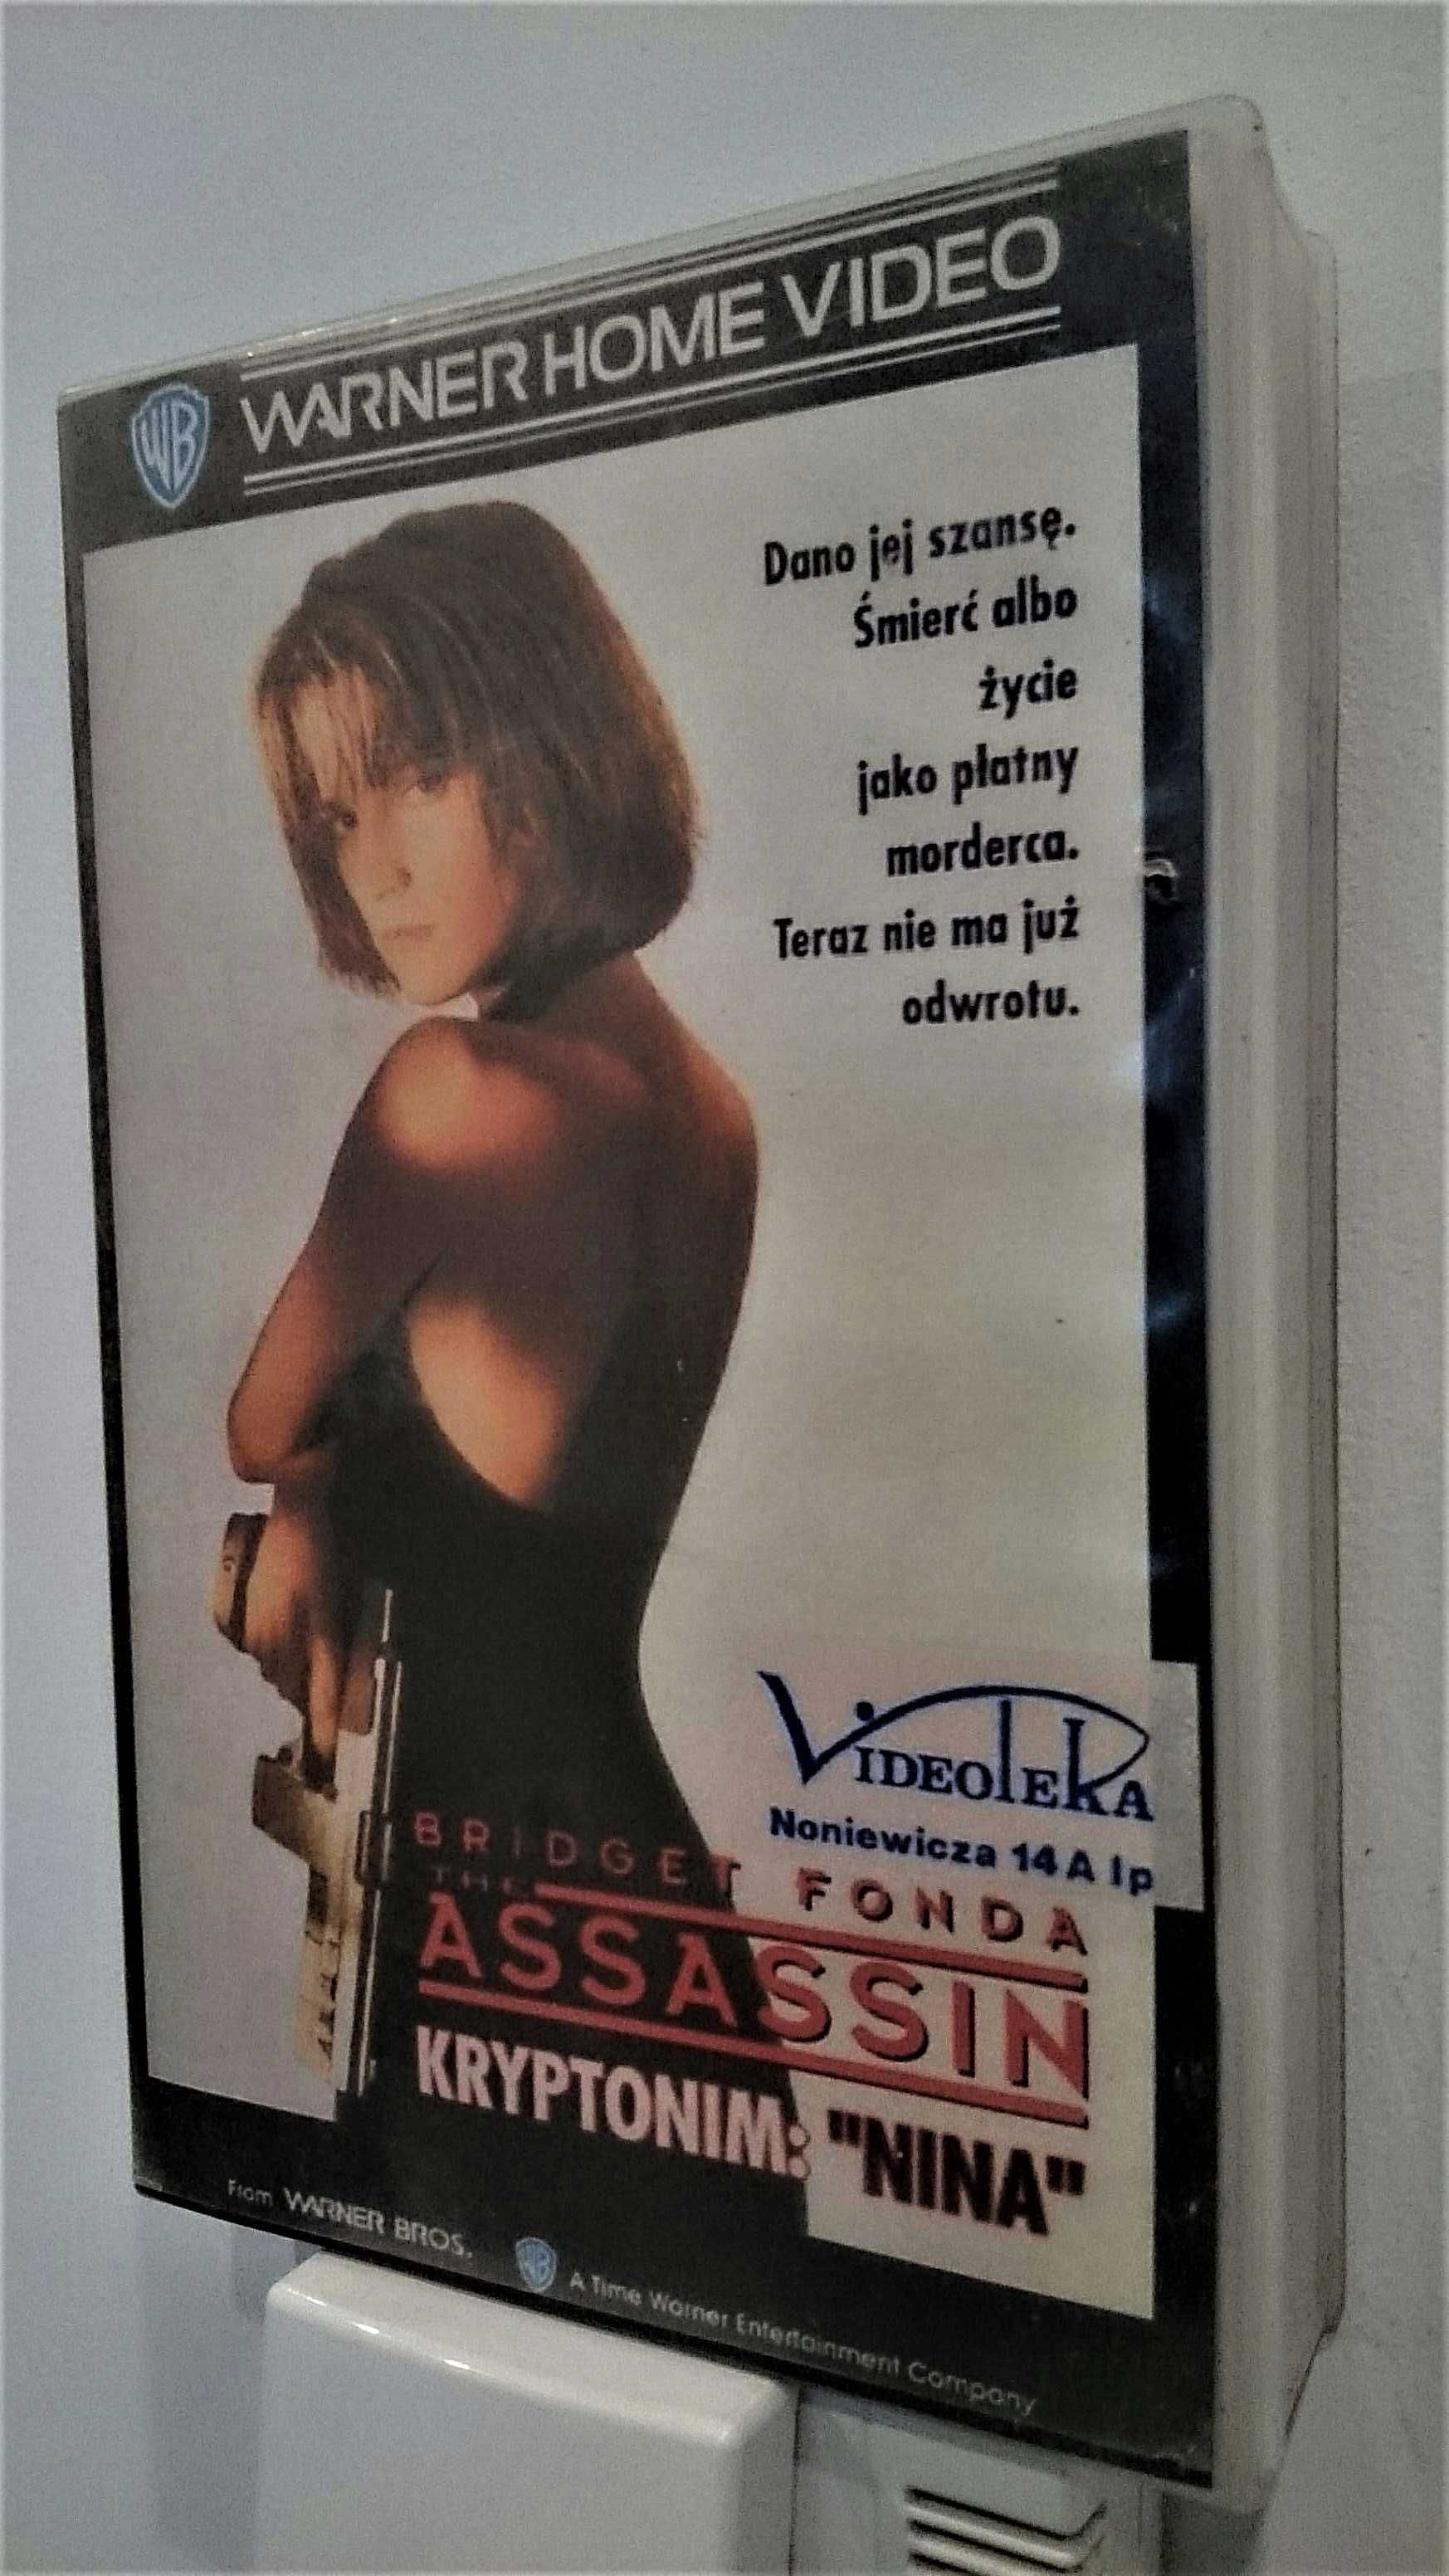 WB WARNER HOME VIDEO
Dano jej szansę.
Śmierć albo
życie
jako płatny
morderca.
Teraz nie ma już
odwrotu.
VIDEOTEKA
Noniewicza 14 A Ip
BRIDGET FONDA
THE
ASSASSIN
KRYPTONIM: "NINA"
From WARNER BROS.
WB A Time Warner Entertainment Company